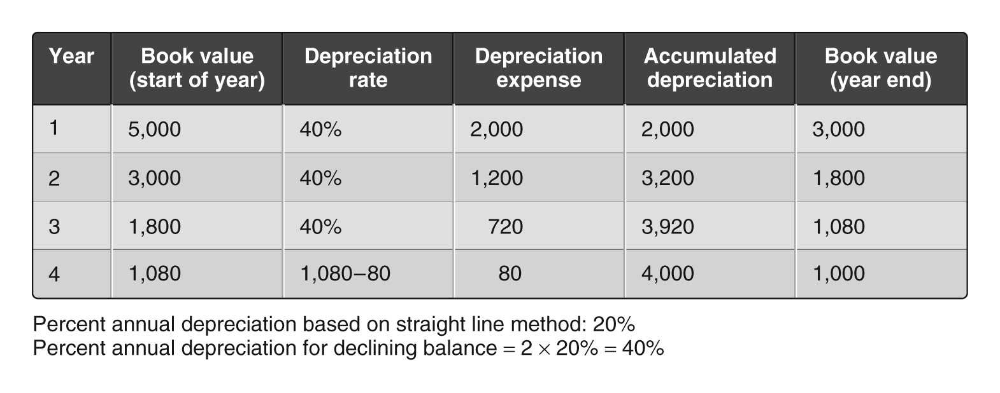 Year Book value (start of year) Depreciation rate Depreciation expense Accumulated depreciation Book value (year end)
1 5,000 40% 2,000 2,000 3,000
2 3,000 40% 1,200 3,200 1,800
3 1,800 40% 720 3,920 1,080
4 1,080 1,080–80 80 4,000 1,000
Percent annual depreciation based on straight line method: 20%
Percent annual depreciation for declining balance = 2 × 20% = 40%